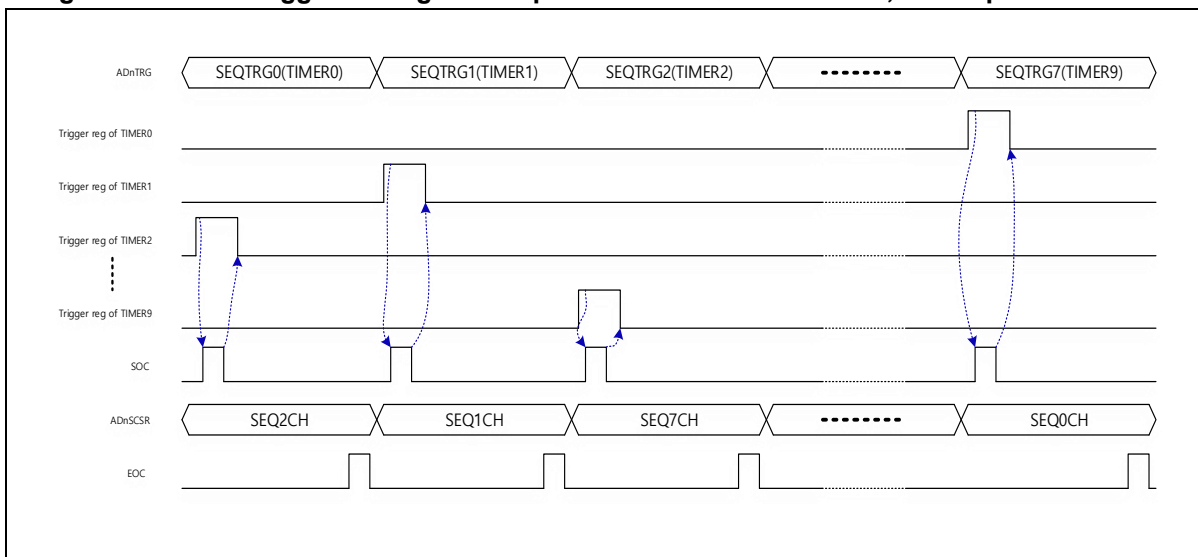 ADnTRG SEQTRG0(TIMER0) SEQTRG1(TIMER1) SEQTRG2(TIMER2) SEQTRG7(TIMER9)
Trigger reg of TIMER0
Trigger reg of TIMER1
Trigger reg of TIMER2
Trigger reg of TIMER9
SOC
ADnSCSR SEQ2CH SEQ1CH SEQ7CH SEQ0CH
EOC